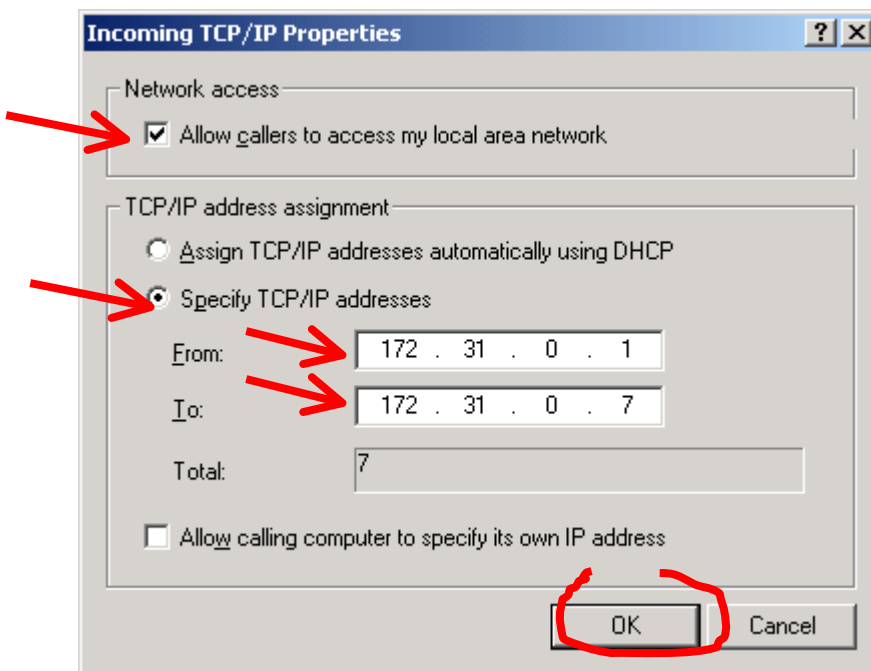 Incoming TCP/IP Properties
Network access
Allow callers to access my local area network
TCP/IP address assignment
Assign TCP/IP addresses automatically using DHCP
Specify TCP/IP addresses
From: 172 . 31 . 0 . 1
To: 172 . 31 . 0 . 7
Total: 7
Allow calling computer to specify its own IP address
OK Cancel